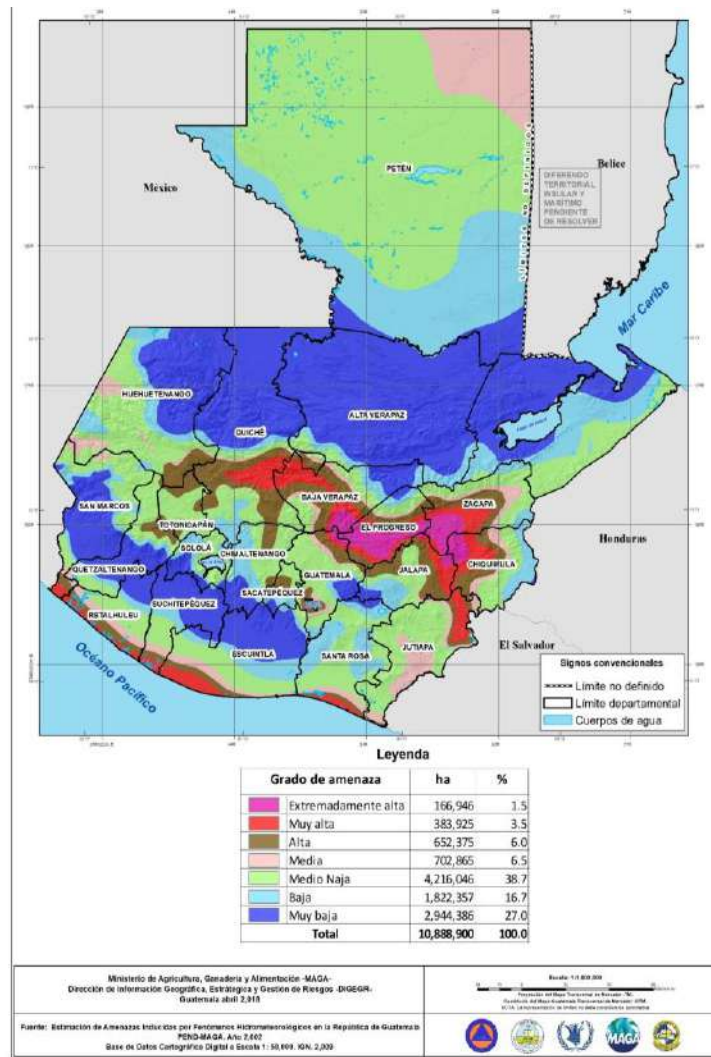 México
Belice
PETÉN
LÍMITES NO DEFINIDOS
DIFERENDO
TERRITORIAL
INSULAR Y
MARÍTIMO
PENDIENTE
DE RESOLVER
Mar Caribe
HUEHUETENANGO
QUICHÉ
ALTA VERAPAZ
SAN MARCOS
TOTONICAPÁN
BAJA VERAPAZ
ZACAPA
EL PROGRESO
SOLOLÁ
CHIMALTENANGO
QUETZALTENANGO
GUATEMALA
JALAPA
CHIQUIMULA
Honduras
SACATEPÉQUEZ
SUCHITEPÉQUEZ
RETALHULEU
ESCUINTLA
SANTA ROSA
JUTIAPA
El Salvador
Océano Pacífico
Signos convencionales
Límite no definido
Límite departamental
Cuerpos de agua
Leyenda
Grado de amenaza ha %
Extremadamente alta 166,946 1.5
Muy alta 383,925 3.5
Alta 652,375 6.0
Media 702,865 6.5
Medio Naja 4,216,046 38.7
Baja 1,822,357 16.7
Muy baja 2,944,386 27.0
Total 10,888,900 100.0
Ministerio de Agricultura, Ganadería y Alimentación -MAGA-
Dirección de Información Geográfica, Estratégica y Gestión de Riesgos -DIGEGR-
Guatemala abril 2,018
Fuente: Estimación de Amenazas Inducidas por Fenómenos Hidrometeorológicos en la República de Guatemala
MAGA. Año 2,002
Base de Datos Cartográfica Digital a Escala 1: 50,000. IGN. 2,009
MAGA